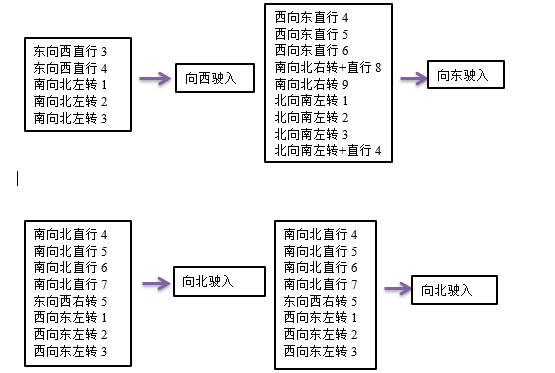 东向西直行 3
东向西直行 4
南向北左转 1
南向北左转 2
南向北左转 3
向西驶入
西向东直行 4
西向东直行 5
西向东直行 6
南向北右转+直行 8
南向北右转 9
北向南左转 1
北向南左转 2
北向南左转 3
北向南左转+直行 4
向东驶入
南向北直行 4
南向北直行 5
南向北直行 6
南向北直行 7
东向西右转 5
西向东左转 1
西向东左转 2
西向东左转 3
向北驶入
南向北直行 4
南向北直行 5
南向北直行 6
南向北直行 7
东向西右转 5
西向东左转 1
西向东左转 2
西向东左转 3
向北驶入